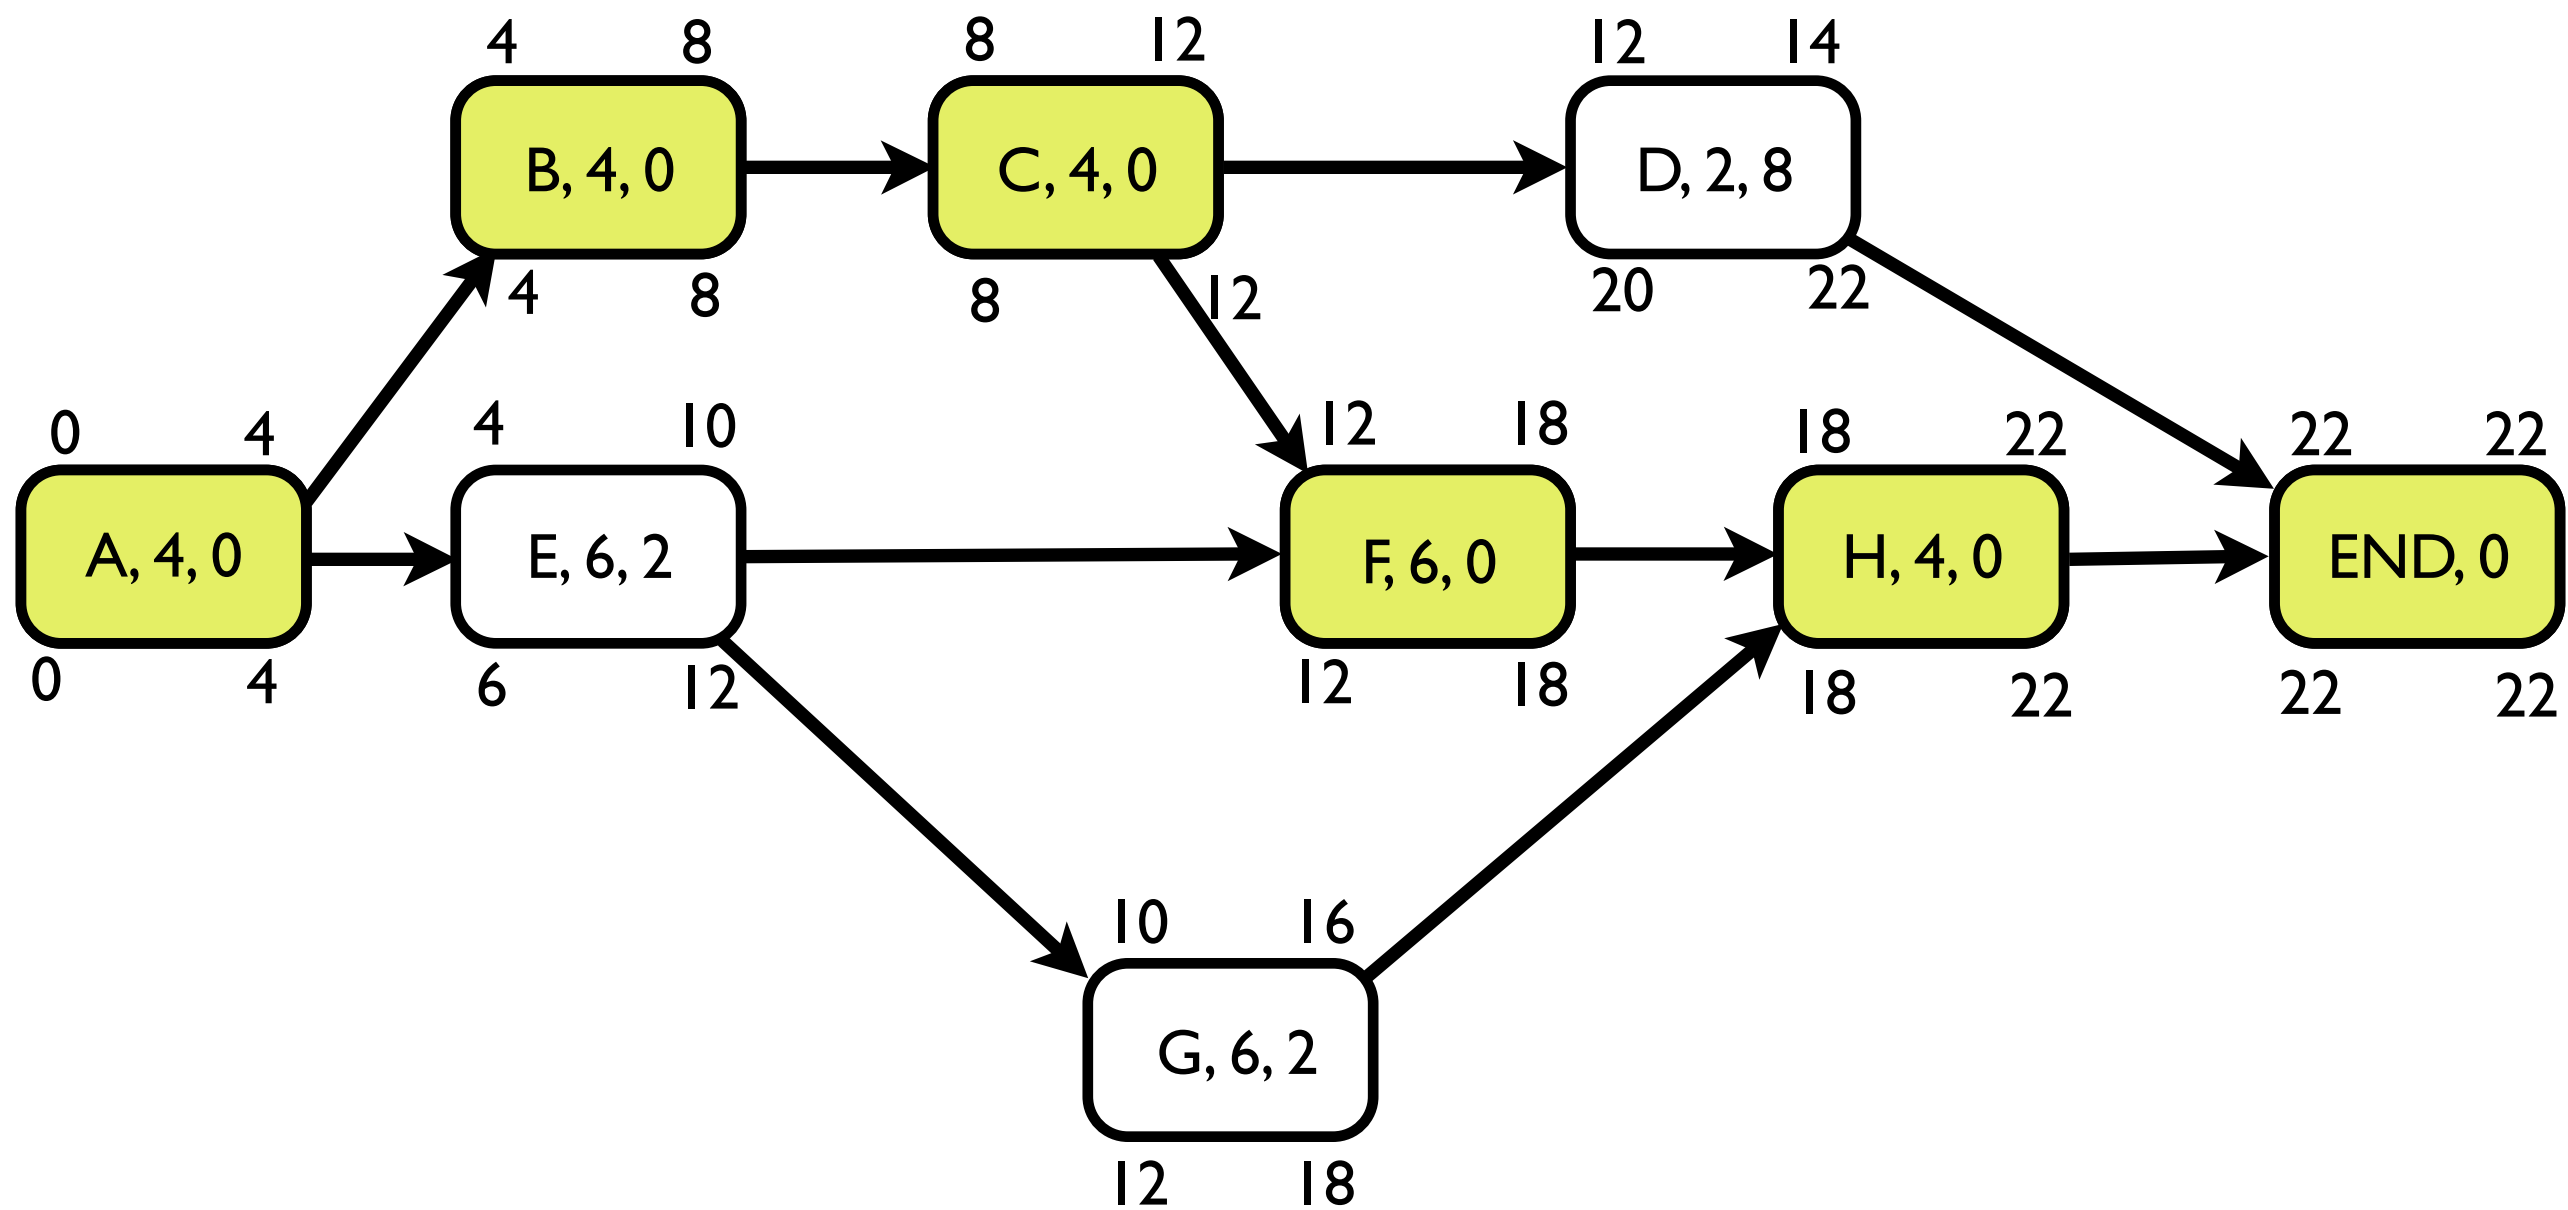 4 8 8 12 12 14
B, 4, 0 C, 4, 0 D, 2, 8
4 8 8 12 20 22
0 4 4 10 12 18 18 22 22 22
A, 4, 0 E, 6, 2 F, 6, 0 H, 4, 0 END, 0
0 4 6 12 12 18 18 22 22 22
10 16
G, 6, 2
12 18